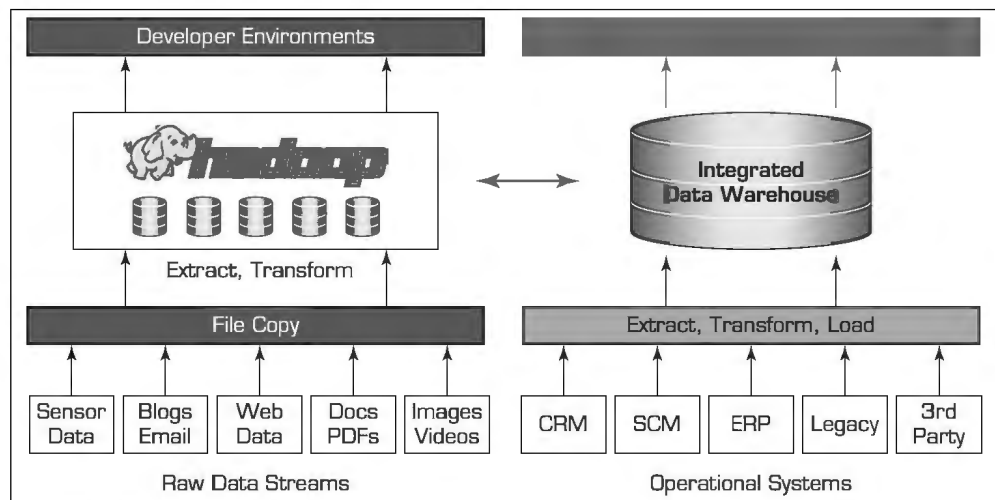 Developer Environments
hadoop
Extract, Transform
File Copy
Sensor
Data
Blogs
Email
Web
Data
Docs
PDFs
Images
Videos
Raw Data Streams
Integrated
Data Warehouse
Extract, Transform, Load
CRM
SCM
ERP
Legacy
3rd
Party
Operational Systems